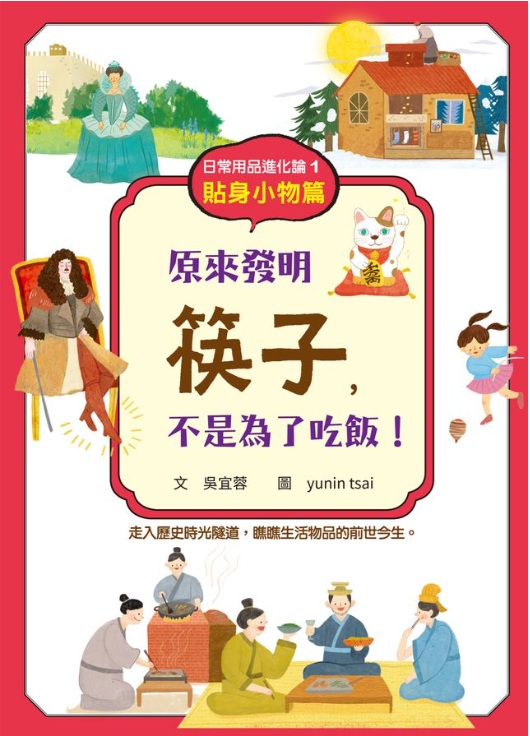 日常用品進化論 1
貼身小物篇
原來發明
筷子，
不是為了吃飯！
文 吳宜蓉 圖 yunin tsai
走入歷史時光隧道，瞧瞧生活物品的前世今生。